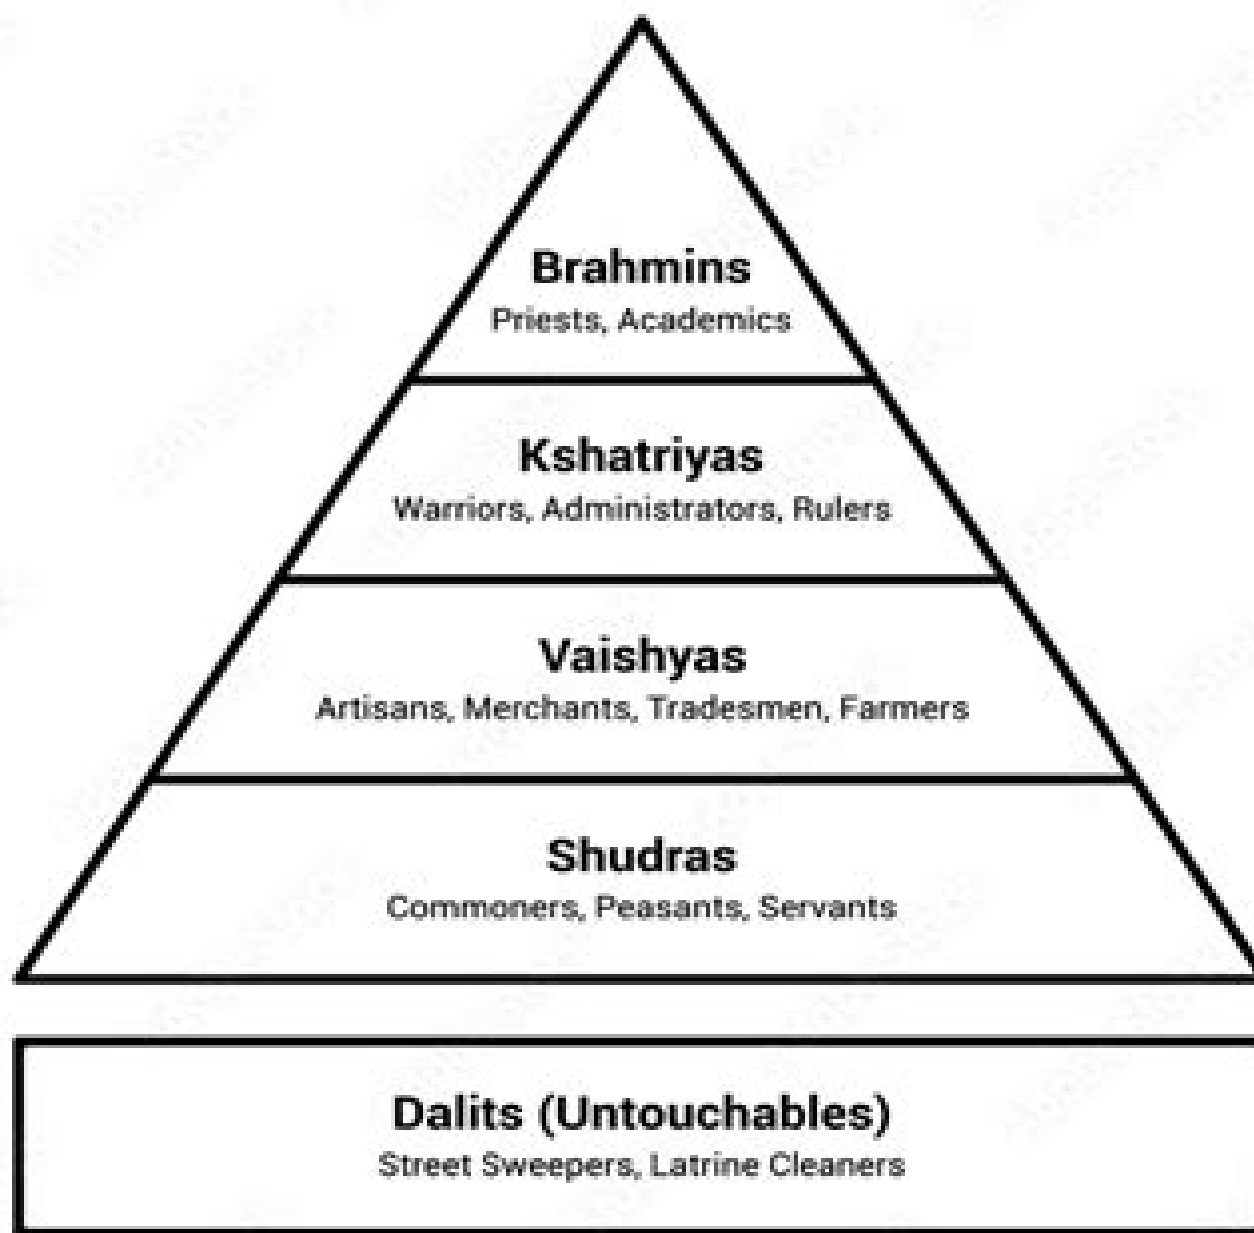 Brahmins
Priests, Academics
Kshatriyas
Warriors, Administrators, Rulers
Vaishyas
Artisans, Merchants, Tradesmen, Farmers
Shudras
Commoners, Peasants, Servants
Dalits (Untouchables)
Street Sweepers, Latrine Cleaners